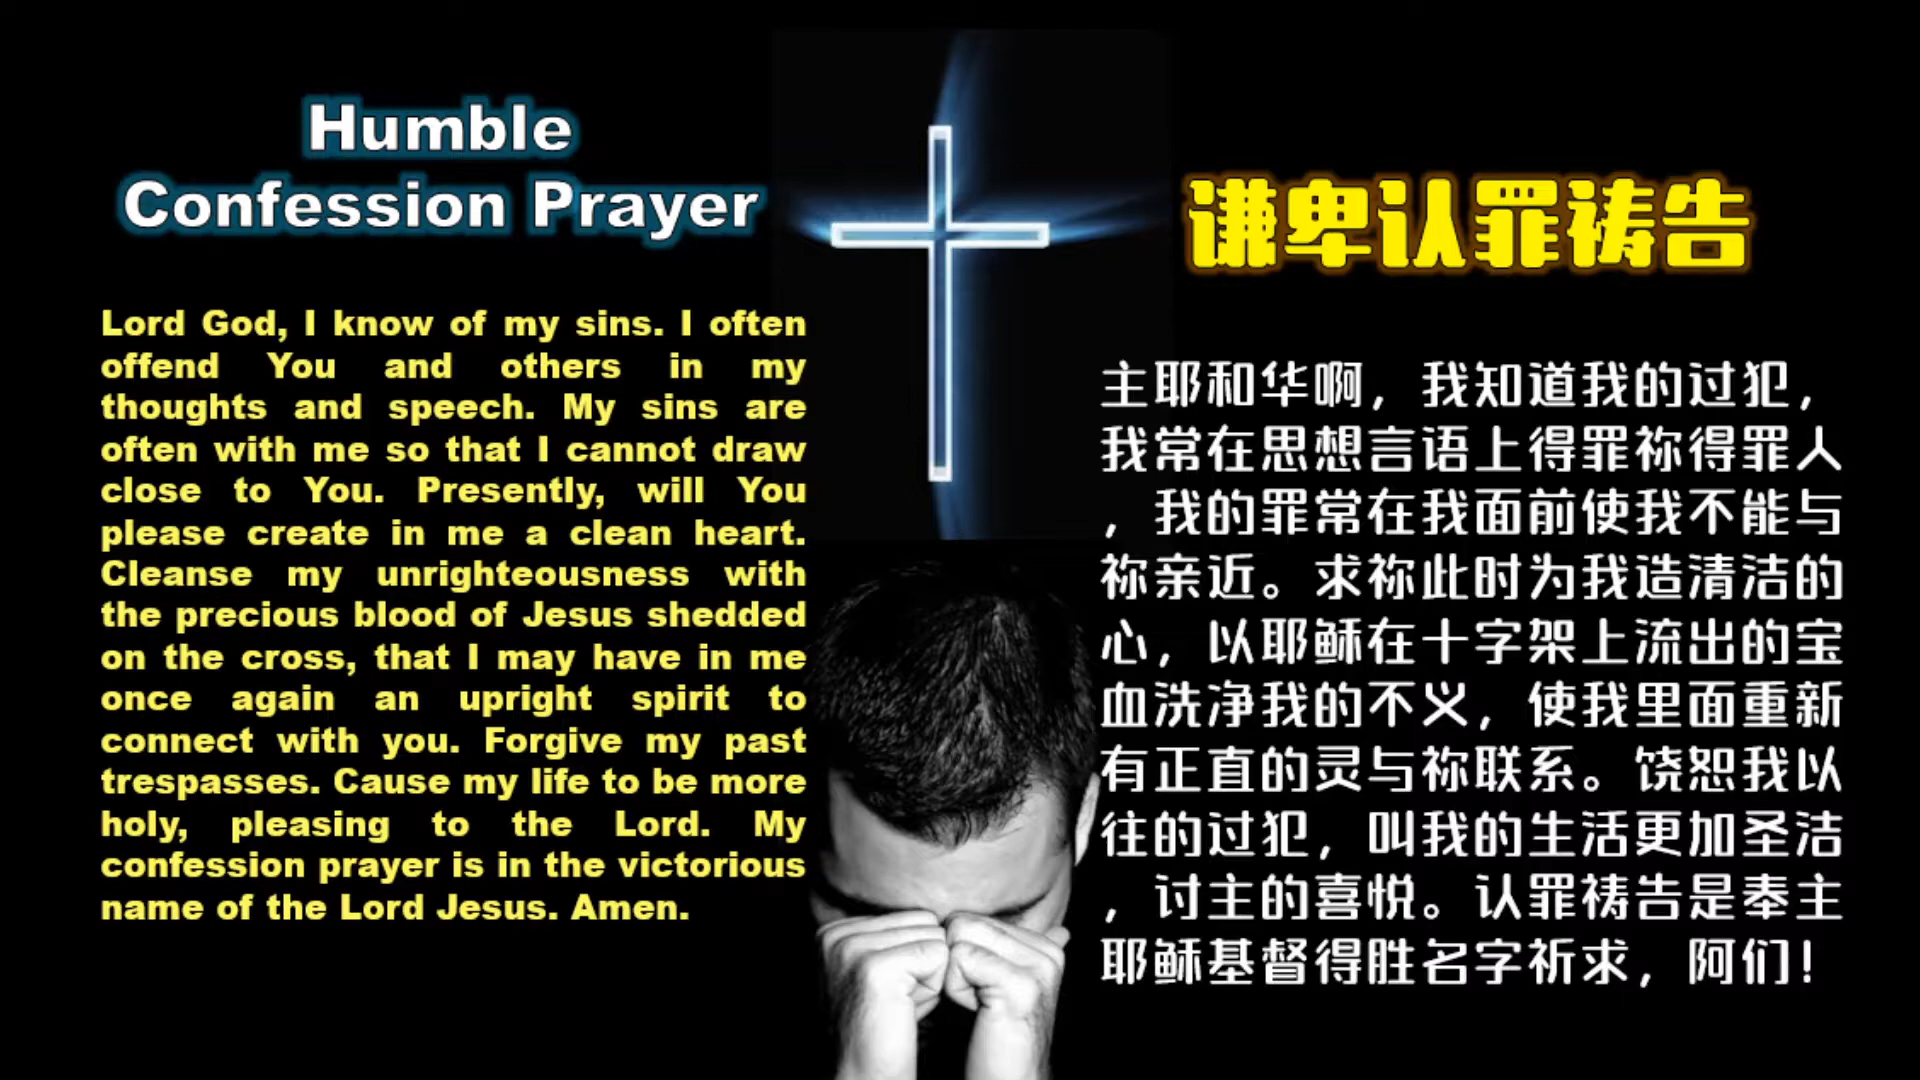 Humble
Confession Prayer
Lord God, I know of my sins. I often
offend You and others in my
thoughts and speech. My sins are
often with me so that I cannot draw
close to You. Presently, will You
please create in me a clean heart.
Cleanse my unrighteousness with
the precious blood of Jesus shedded
on the cross, that I may have in me
once again an upright spirit to
connect with you. Forgive my past
trespasses. Cause my life to be more
holy, pleasing to the Lord. My
confession prayer is in the victorious
name of the Lord Jesus. Amen.
谦卑认罪祷告
主耶和华啊，我知道我的过犯，
我常在思想言语上得罪祢得罪人
，我的罪常在我面前使我不能与
祢亲近。求祢此时为我造清洁的
心，以耶稣在十字架上流出的宝
血洗净我的不义，使我里面重新
有正直的灵与祢联系。饶恕我以
往的过犯，叫我的生活更加圣洁
，讨主的喜悦。认罪祷告是奉主
耶稣基督得胜名字祈求，阿们！